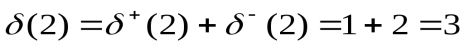 δ(2) = δ⁺(2) + δ⁻(2) = 1 + 2 = 3